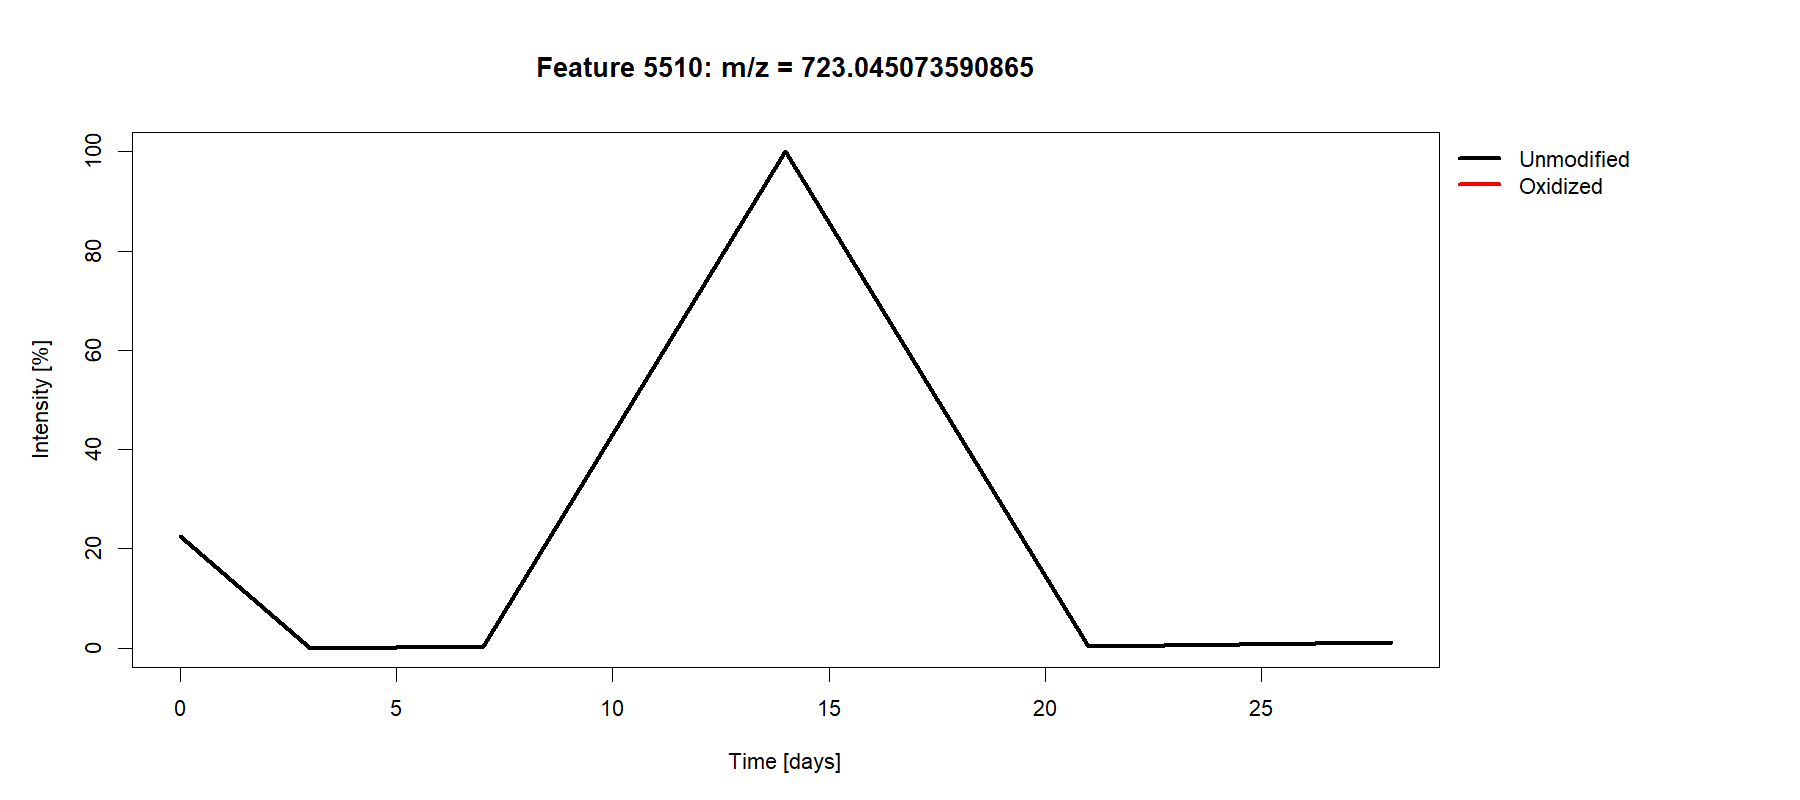 Feature 5510: m/z = 723.045073590865
Unmodified
Oxidized
Intensity [%]
100
80
60
40
20
0
0 5 10 15 20 25
Time [days]